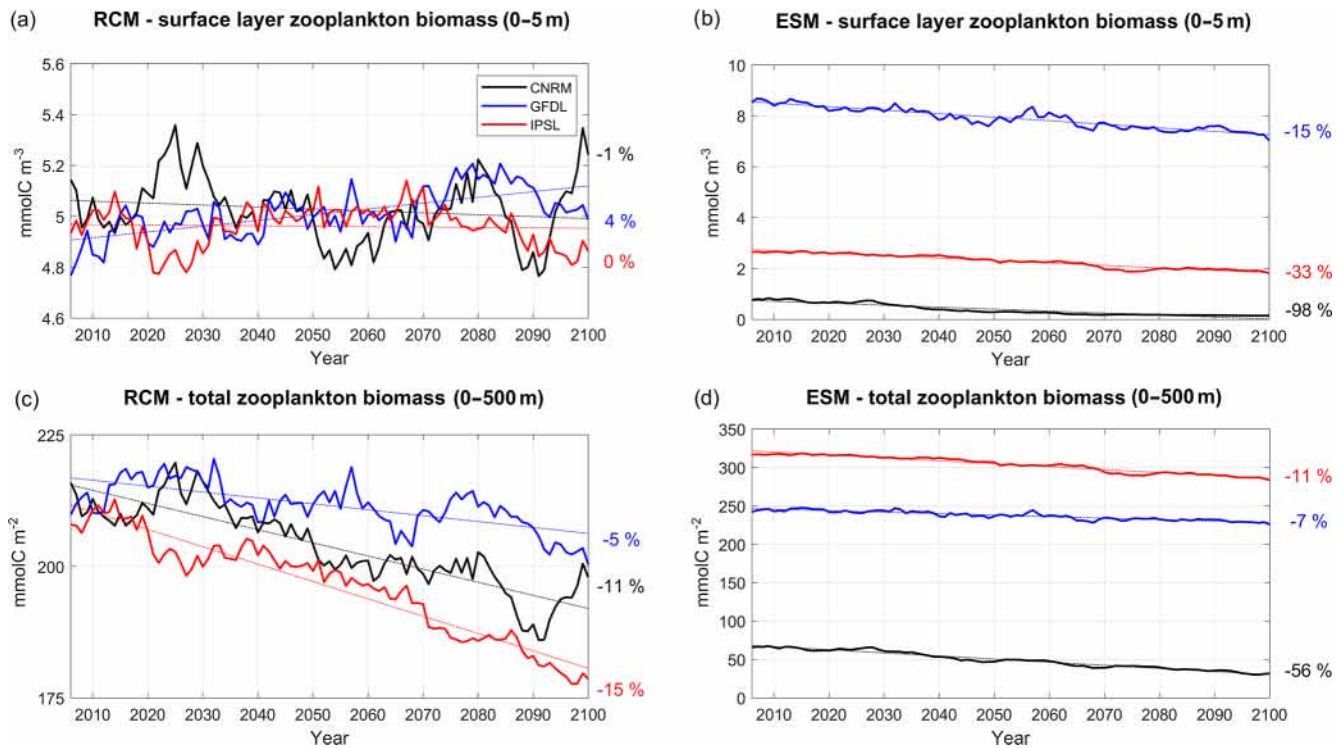 (a) RCM - surface layer zooplankton biomass (0–5 m)
5.6
5.4
5.2
5
4.8
4.6
mmolC m-3
CNRM
GFDL
IPSL
-1 %
4 %
0 %
2010 2020 2030 2040 2050 2060 2070 2080 2090 2100
Year
(b) ESM - surface layer zooplankton biomass (0–5 m)
10
8
6
4
2
0
mmolC m-3
-15 %
-33 %
-98 %
2010 2020 2030 2040 2050 2060 2070 2080 2090 2100
Year
(c) RCM - total zooplankton biomass (0–500 m)
225
200
175
mmolC m-2
-5 %
-11 %
-15 %
2010 2020 2030 2040 2050 2060 2070 2080 2090 2100
Year
(d) ESM - total zooplankton biomass (0–500 m)
350
300
250
200
150
100
50
0
mmolC m-2
-11 %
-7 %
-56 %
2010 2020 2030 2040 2050 2060 2070 2080 2090 2100
Year